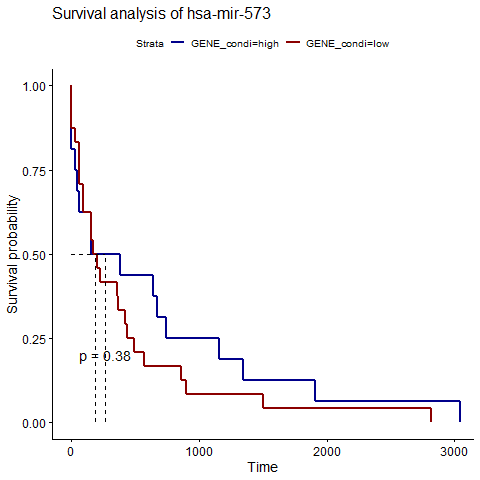 Survival analysis of hsa-mir-573
Strata GENE_condi=high GENE_condi=low
Survival probability
1.00
0.75
0.50
0.25
0.00
p = 0.38
0 1000 2000 3000
Time